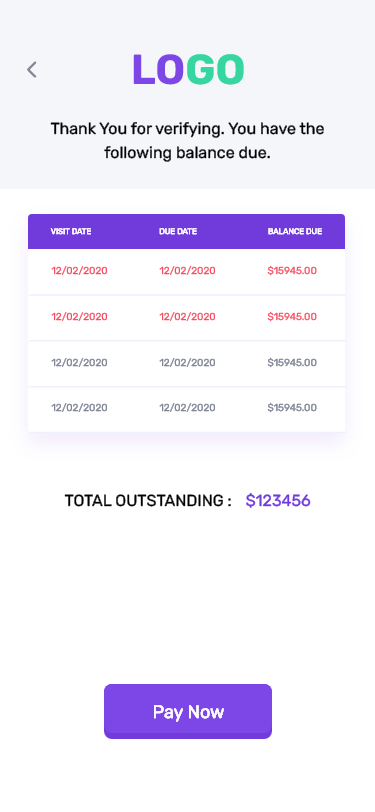 LOGO
Thank You for verifying. You have the
following balance due.
VISIT DATE DUE DATE BALANCE DUE
12/02/2020 12/02/2020 $15945.00
12/02/2020 12/02/2020 $15945.00
12/02/2020 12/02/2020 $15945.00
12/02/2020 12/02/2020 $15945.00
TOTAL OUTSTANDING : $123456
Pay Now